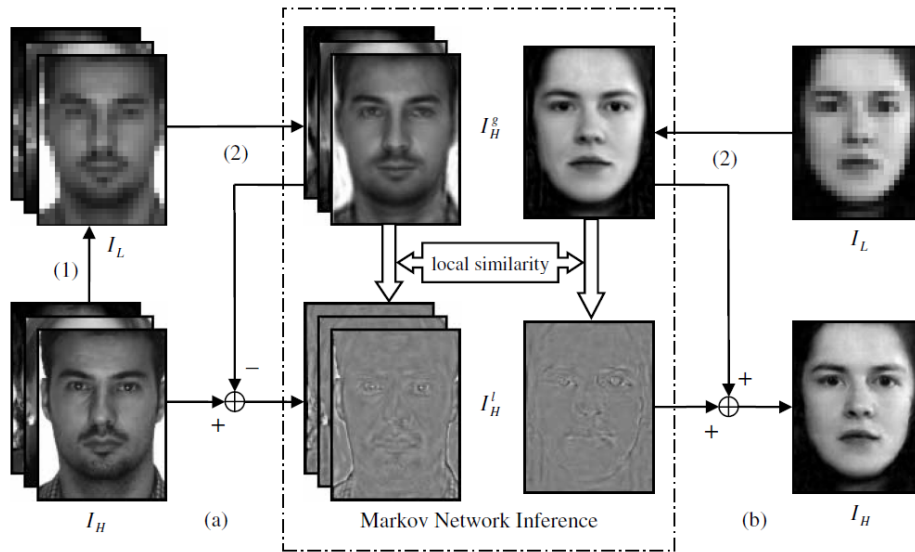 (2)
I_H^g
(2)
I_L
(1)
local similarity
I_L
−
+
I_H^l
+
+
I_H
(a)
Markov Network Inference
(b)
I_H